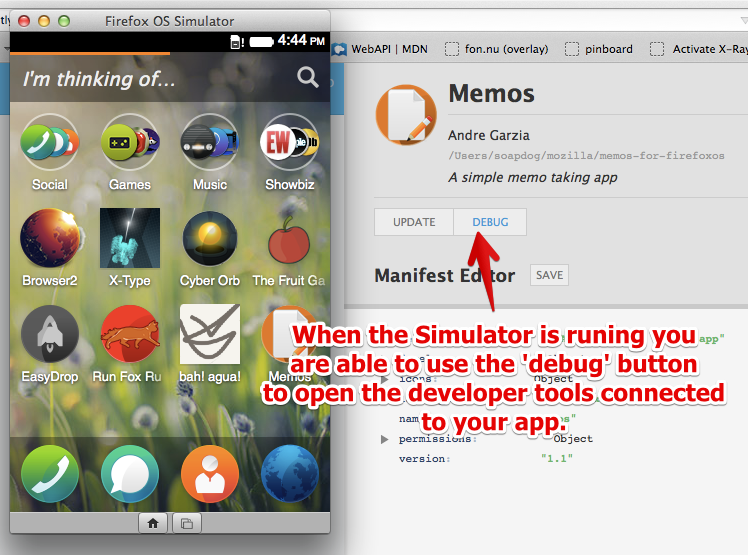 Firefox OS Simulator
4:44 PM
I'm thinking of...
Social
Games
Music
Showbiz
EW
Browser2
X-Type
Cyber Orb
The Fruit Ga
EasyDrop
Run Fox Ru
bah! agua!
Memos
WebAPI | MDN
fon.nu (overlay)
pinboard
Activate X-Ray
Memos
Andre Garzia
/Users/soapdog/mozilla/memos-for-firefoxos
A simple memo taking app
UPDATE
DEBUG
Manifest Editor
SAVE
When the Simulator is runing you
are able to use the 'debug' button
to open the developer tools connected
to your app.
app"
icons: Object
permissions: Object
version: "1.1"